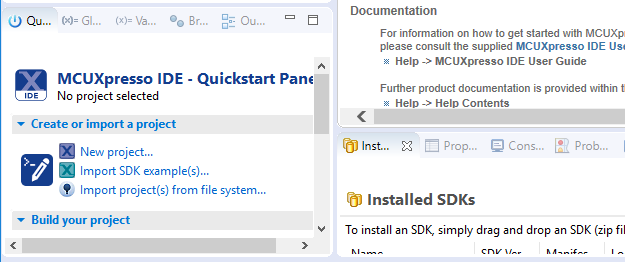 Qu... Gl... Va... Br... Ou...
IDE
MCUXpresso IDE - Quickstart Pane
No project selected
Create or import a project
New project...
Import SDK example(s)...
Import project(s) from file system...
Build your project
Documentation
For information on how to get started with MCUXpres
please consult the supplied MCUXpresso IDE Use
Help -> MCUXpresso IDE User Guide
Further product documentation is provided within th
Help -> Help Contents
Inst... Prop... Cons... Prob...
Installed SDKs
To install an SDK, simply drag and drop an SDK (zip fil
Name SDK Ver Manifes